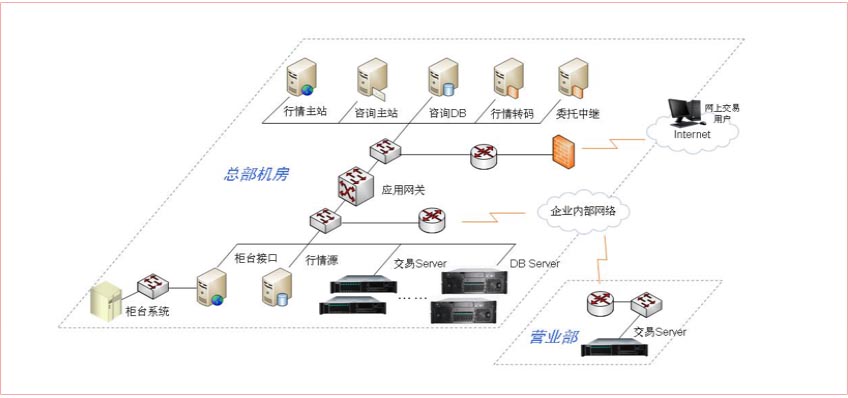 行情主站
咨询主站
咨询DB
行情转码
委托中继
网上交易
用户
Internet
总部机房
应用网关
企业内部网络
柜台接口
行情源
交易Server
DB Server
柜台系统
……
营业部
交易Server